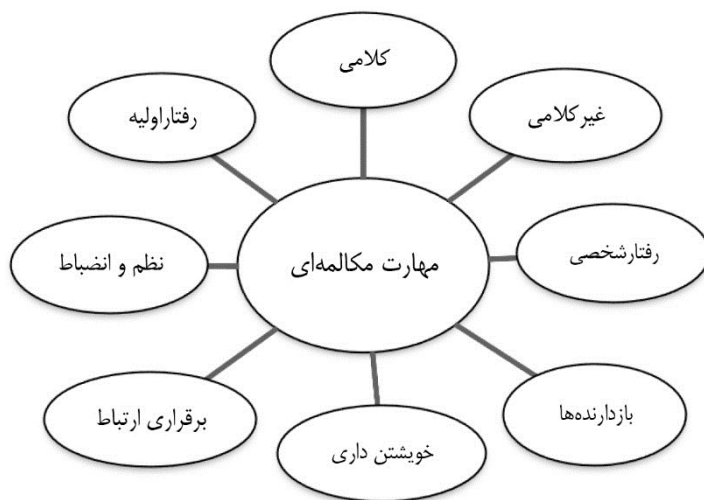 کلامی
غیرکلامی
رفتاراولیه
رفتارشخصی
مهارت مکالمه‌ای
نظم و انضباط
بازدارنده‌ها
برقراری ارتباط
خویشتن داری